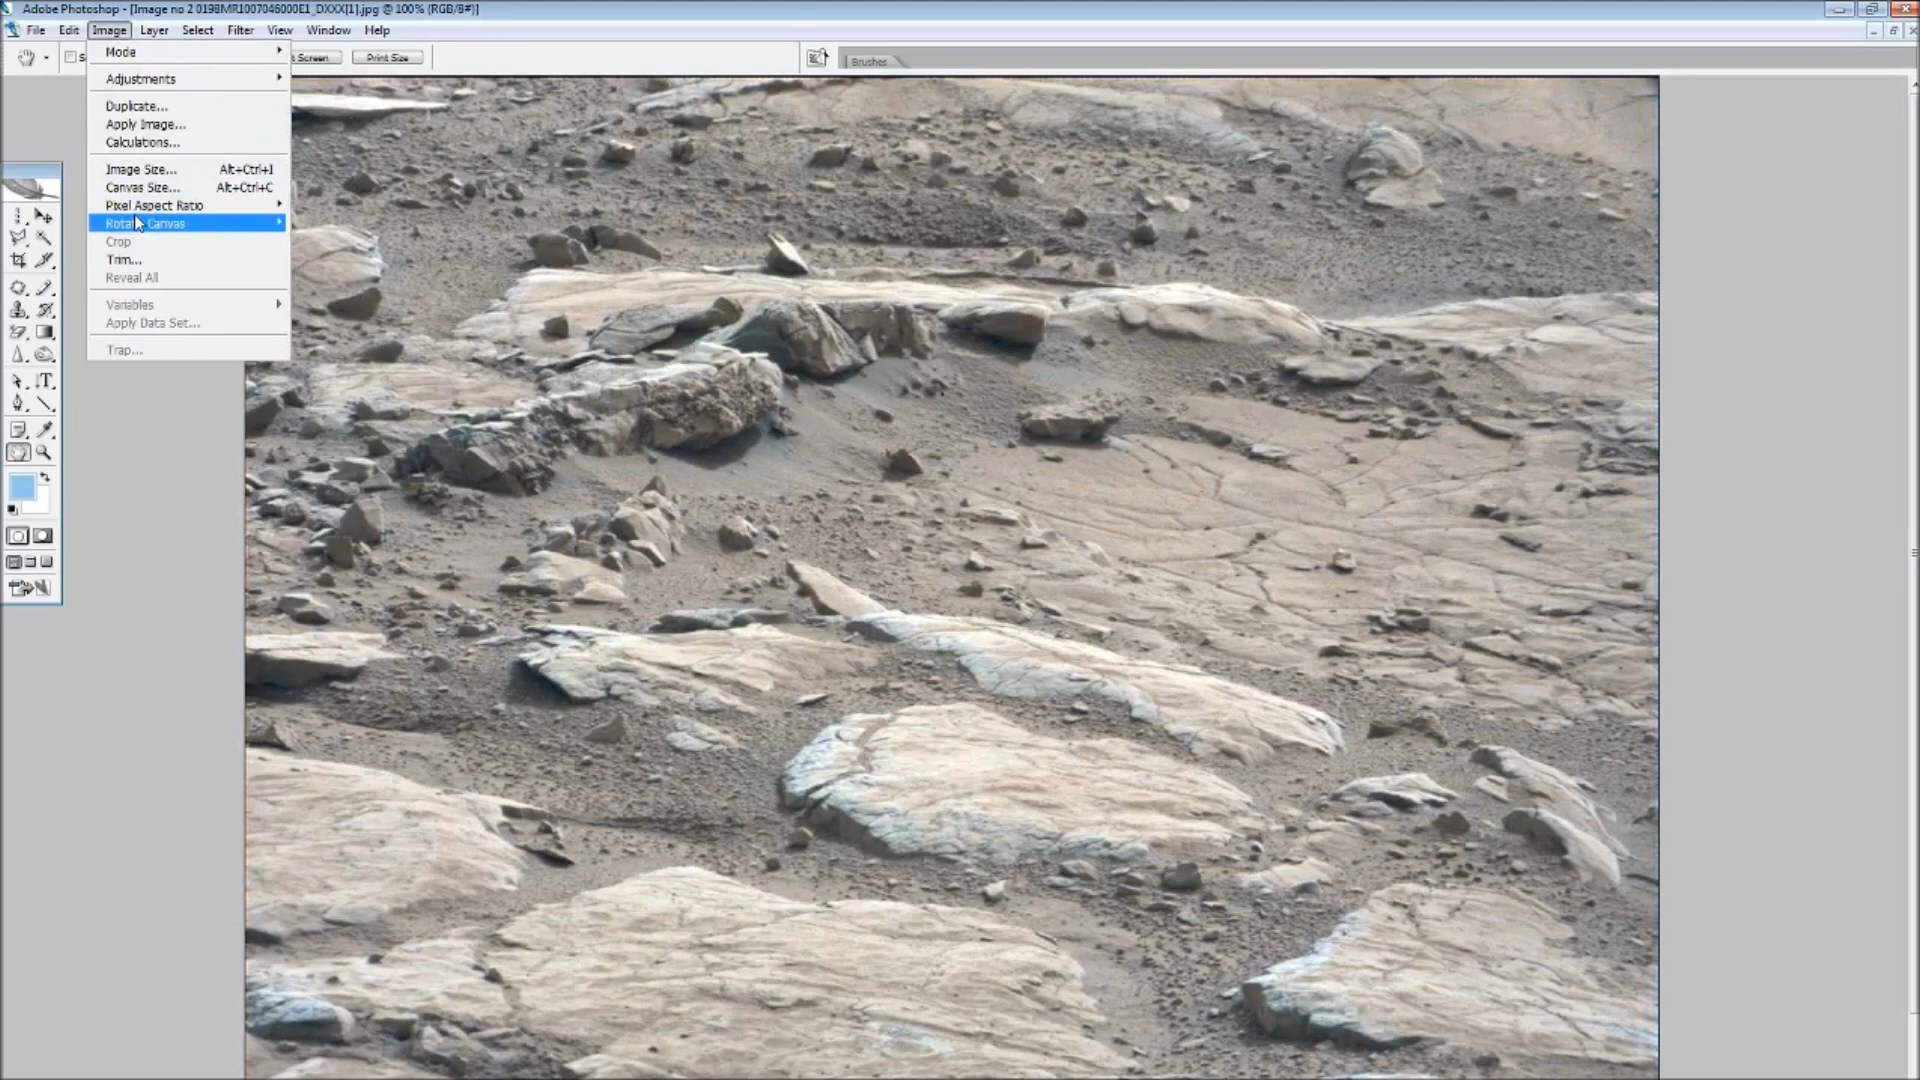 Adobe Photoshop - [Image no 2 0198MR1007046000E1_DXXX[1].jpg @ 100% (RGB/8#)]
File Edit Image Layer Select Filter View Window Help
Screen Print Size Brushes
Mode
Adjustments
Duplicate...
Apply Image...
Calculations...
Image Size... Alt+Ctrl+I
Canvas Size... Alt+Ctrl+C
Pixel Aspect Ratio
Rotate Canvas
Crop
Trim...
Reveal All
Variables
Apply Data Set...
Trap...